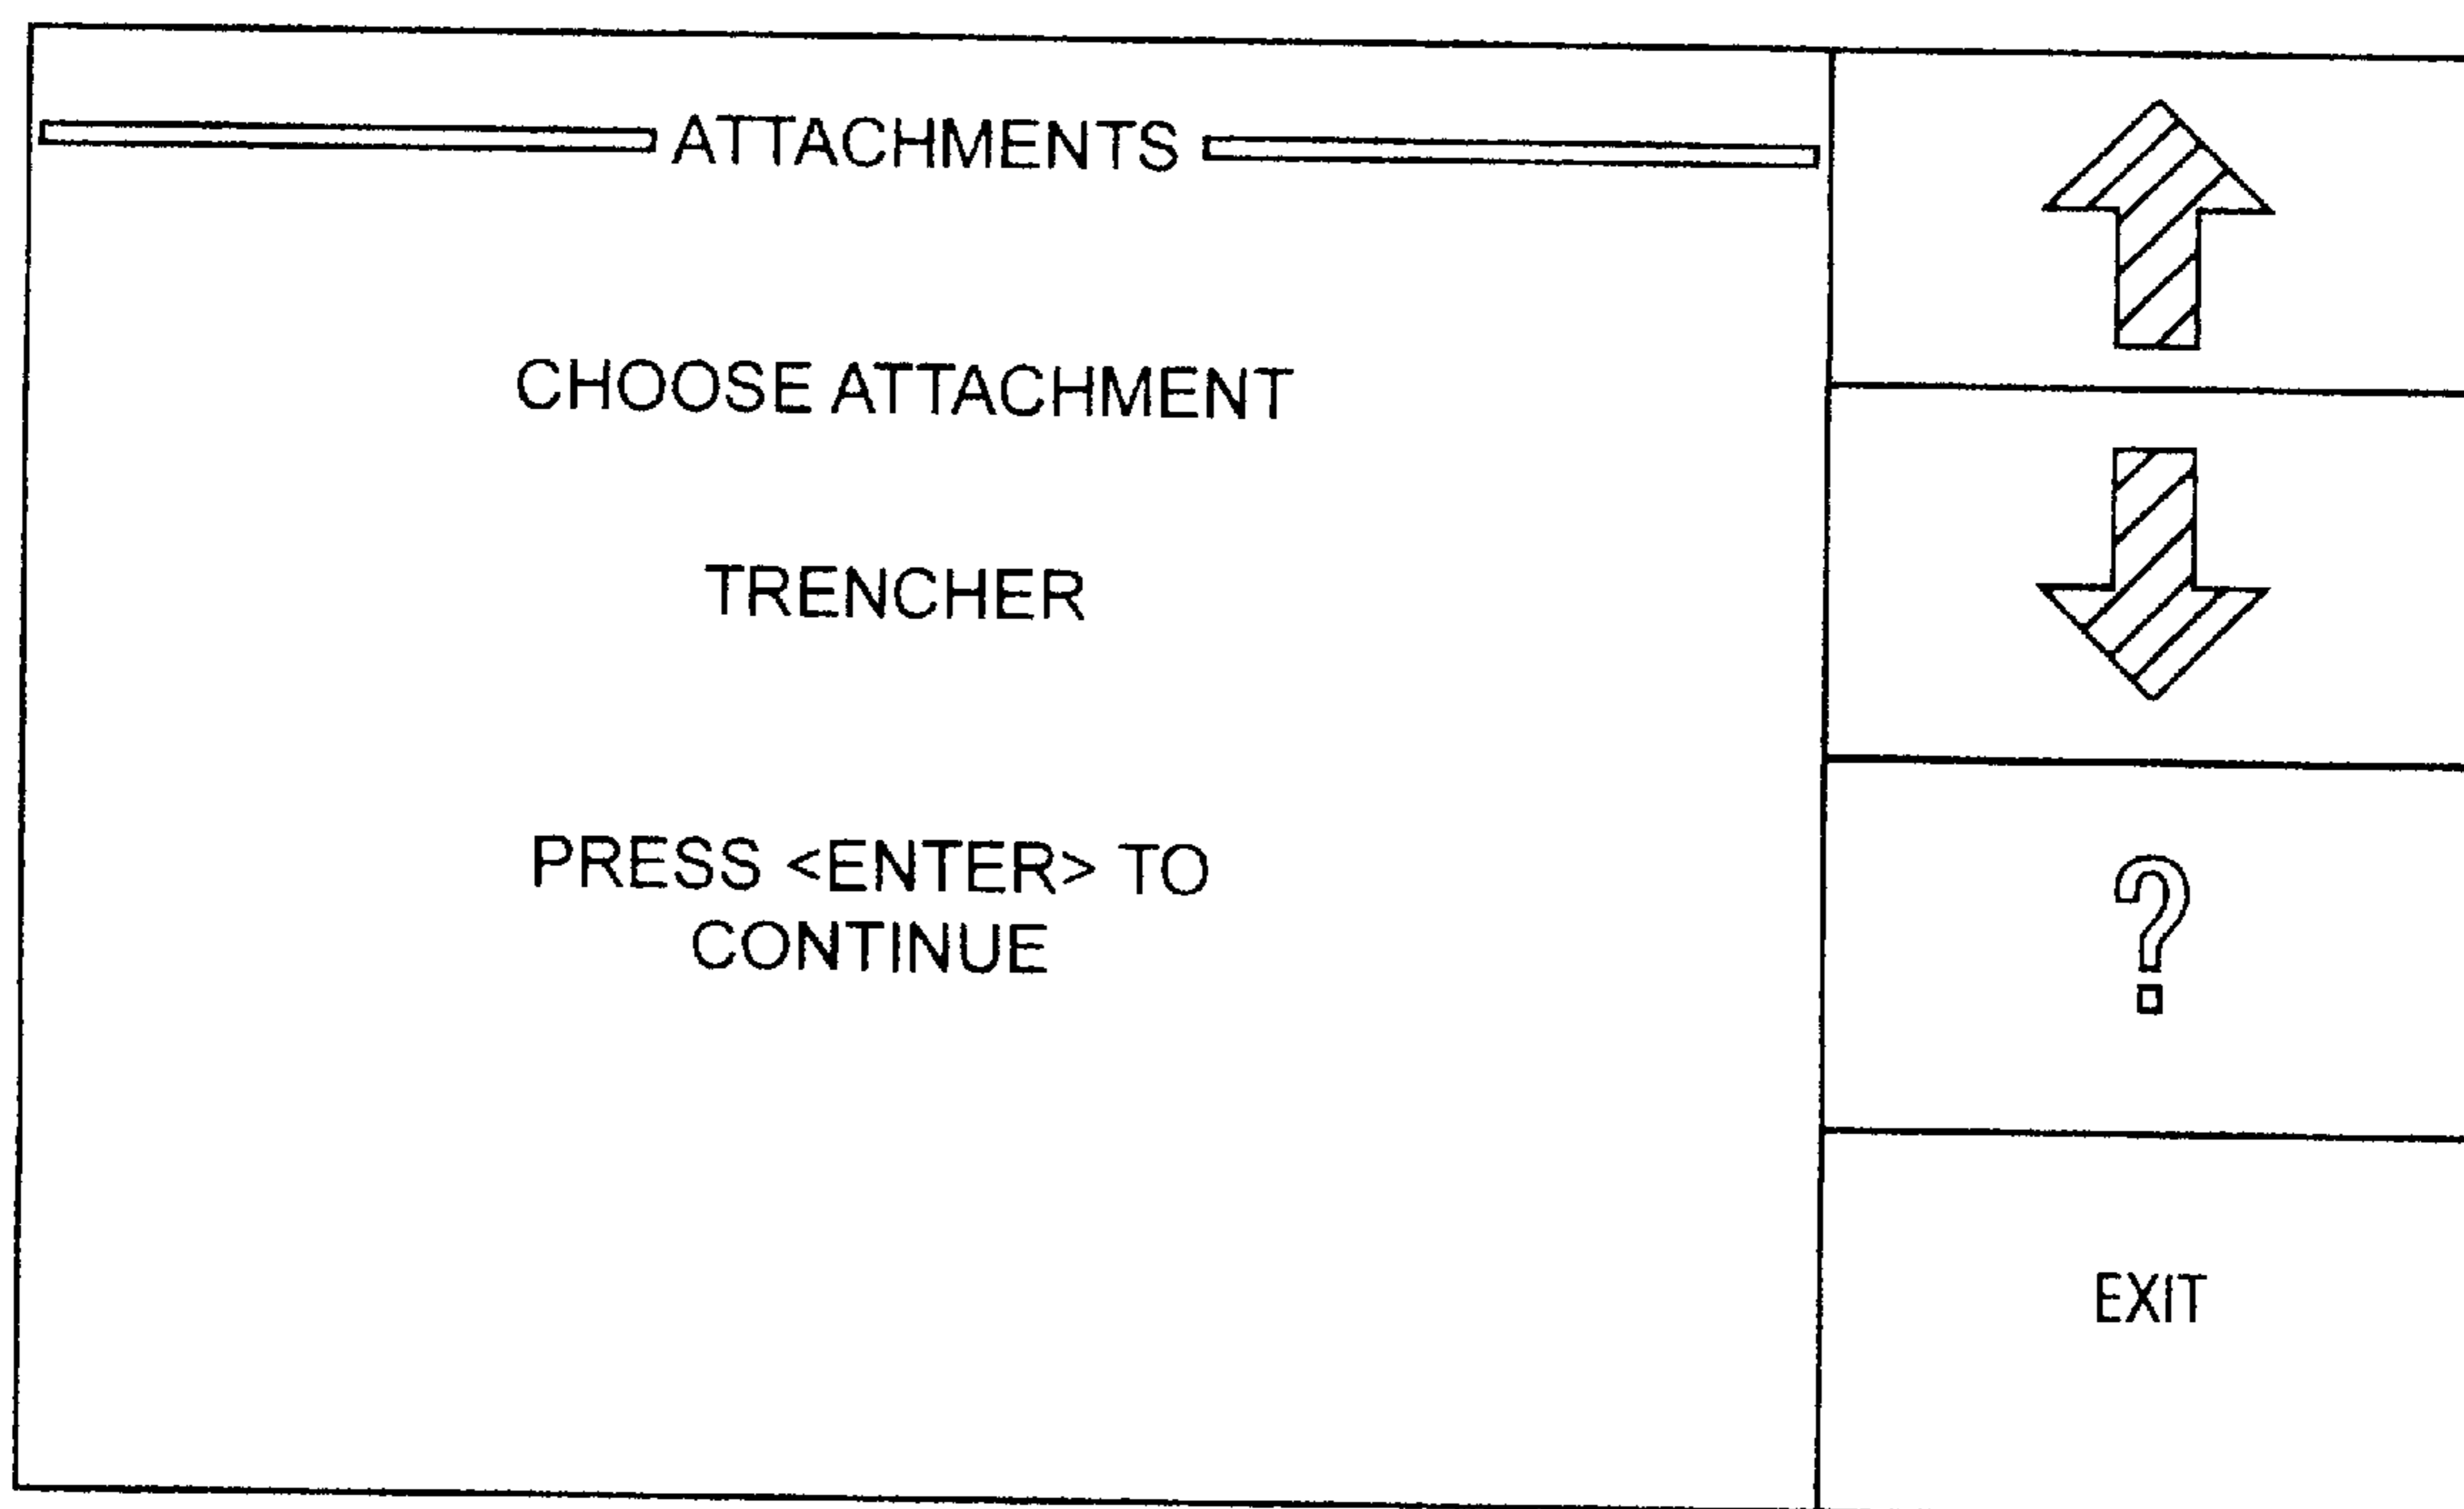 ATTACHMENTS
CHOOSE ATTACHMENT
TRENCHER
PRESS <ENTER> TO
CONTINUE
?
EXIT